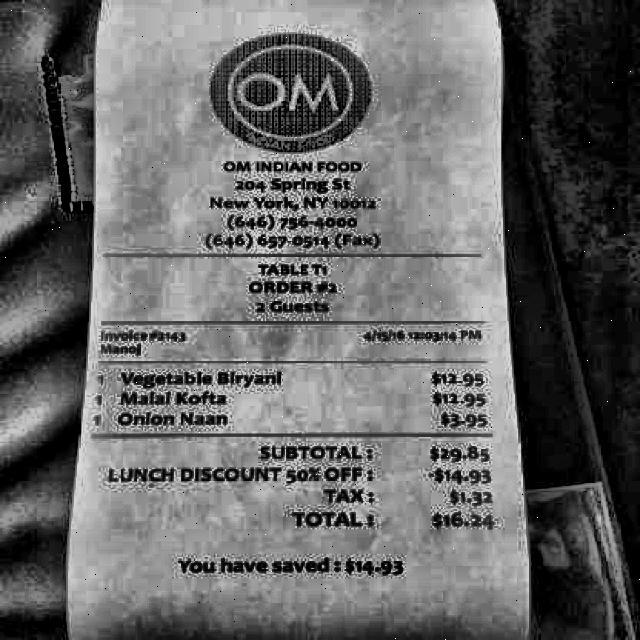 OM
OM INDIAN FOOD
204 Spring St
New York, NY 10012
(646) 756-4000
(646) 657-0514 (Fax)
TABLE T1
ORDER #2
2 Guests
Invoice#2143 4/15/16 12:03:14 PM
Manoj
1 Vegetable Biryani $12.95
1 Malai Kofta $12.95
1 Onion Naan $3.95
SUBTOTAL : $29.85
LUNCH DISCOUNT 50% OFF : -$14.93
TAX : $1.32
TOTAL : $16.24
You have saved : $14.93